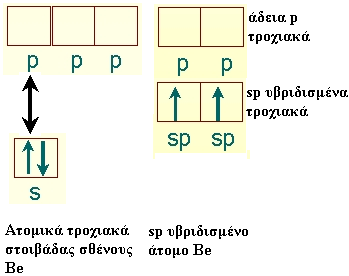 άδεια p
τροχιακά
p p p
p p
sp υβριδισμένα
τροχιακά
sp sp
s
Ατομικά τροχιακά
στοιβάδας σθένους
Be
sp υβριδισμένο
άτομο Be